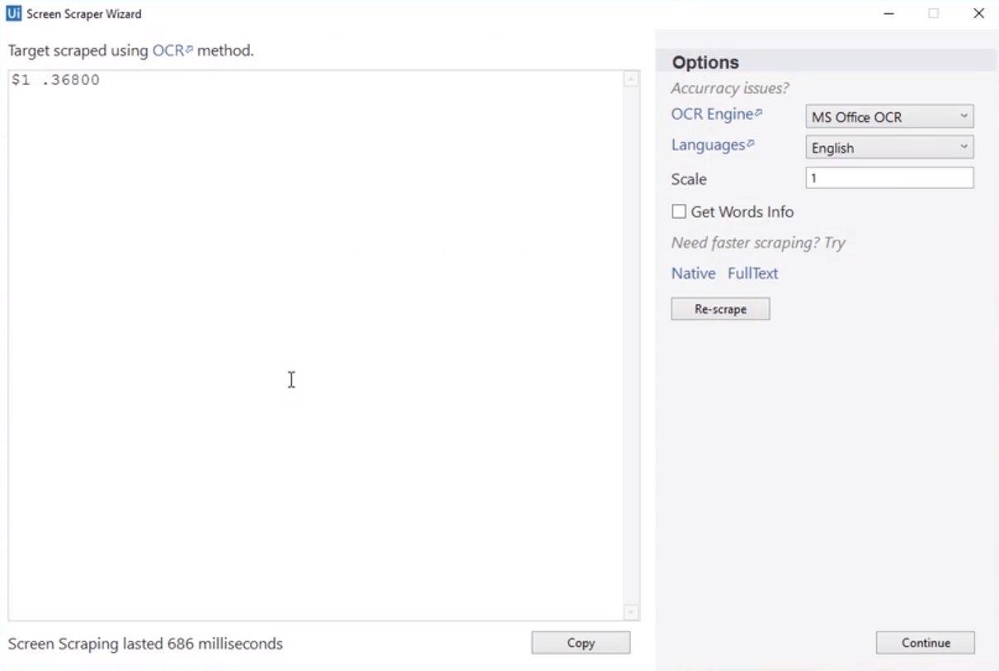 Ui Screen Scraper Wizard
Target scraped using OCR method.
$1 .36800
Screen Scraping lasted 686 milliseconds
Copy
Options
Accurracy issues?
OCR Engine MS Office OCR
Languages English
Scale 1
Get Words Info
Need faster scraping? Try
Native FullText
Re-scrape
Continue